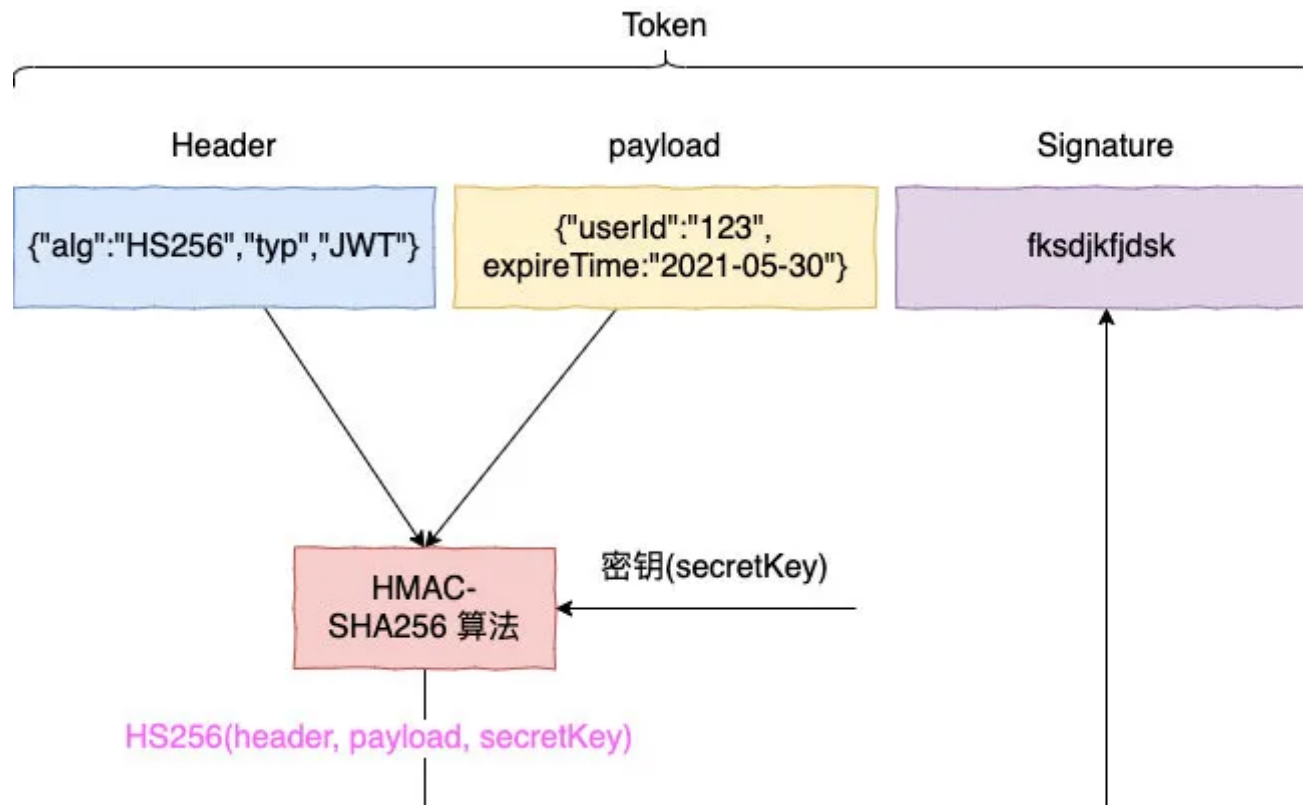 Token
Header
payload
Signature
{"alg":"HS256","typ","JWT"}
{"userId":"123",
expireTime:"2021-05-30"}
fksdjkfjdsk
密钥(secretKey)
HMAC-
SHA256 算法
HS256(header, payload, secretKey)